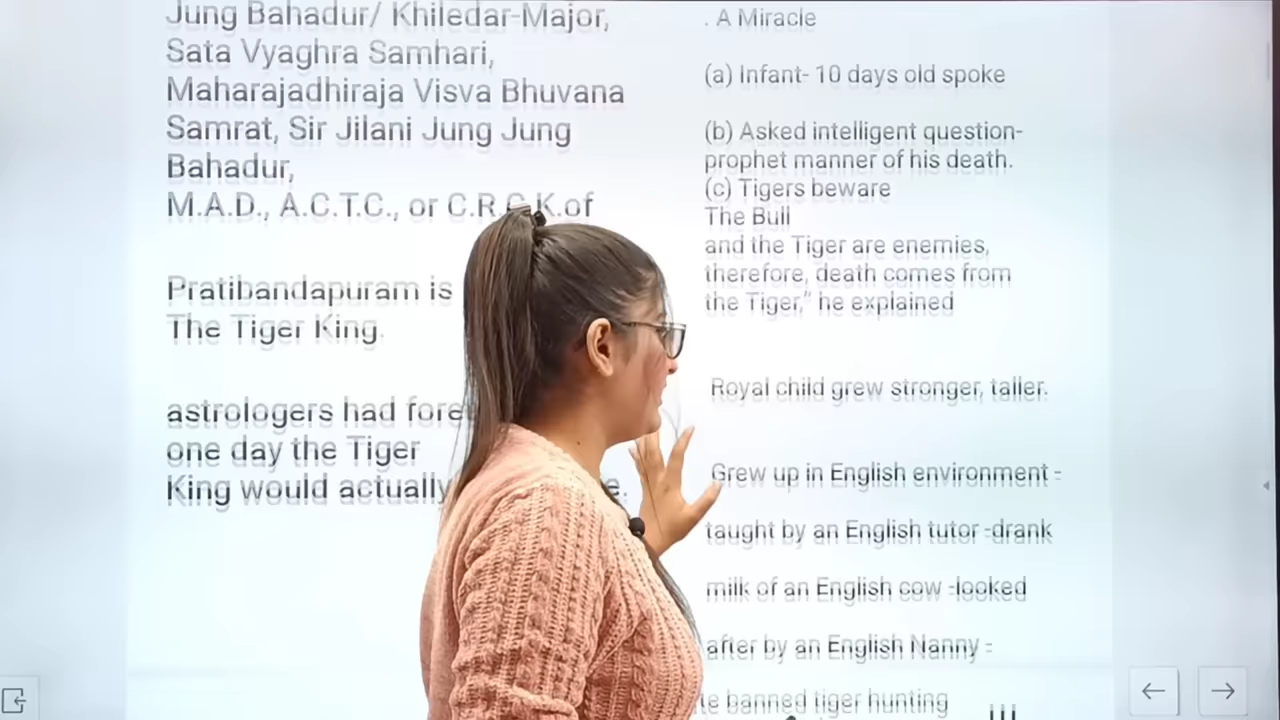 Jung Bahadur/ Khiledar-Major,
Sata Vyaghra Samhari,
Maharajadhiraja Visva Bhuvana
Samrat, Sir Jilani Jung Jung
Bahadur,
M.A.D., A.C.T.C., or C.R.C.K.of
Pratibandapuram is
The Tiger King.
astrologers had
one day the Tiger
King would actually
. A Miracle
(a) Infant- 10 days old spoke
(b) Asked intelligent question-
prophet manner of his death.
(c) Tigers beware
The Bull
and the Tiger are enemies,
therefore, death comes from
the Tiger,” he explained
Royal child grew stronger, taller.
Grew up in English environment -
taught by an English tutor -drank
milk of an English cow -looked
after by an English Nanny -
banned tiger hunting